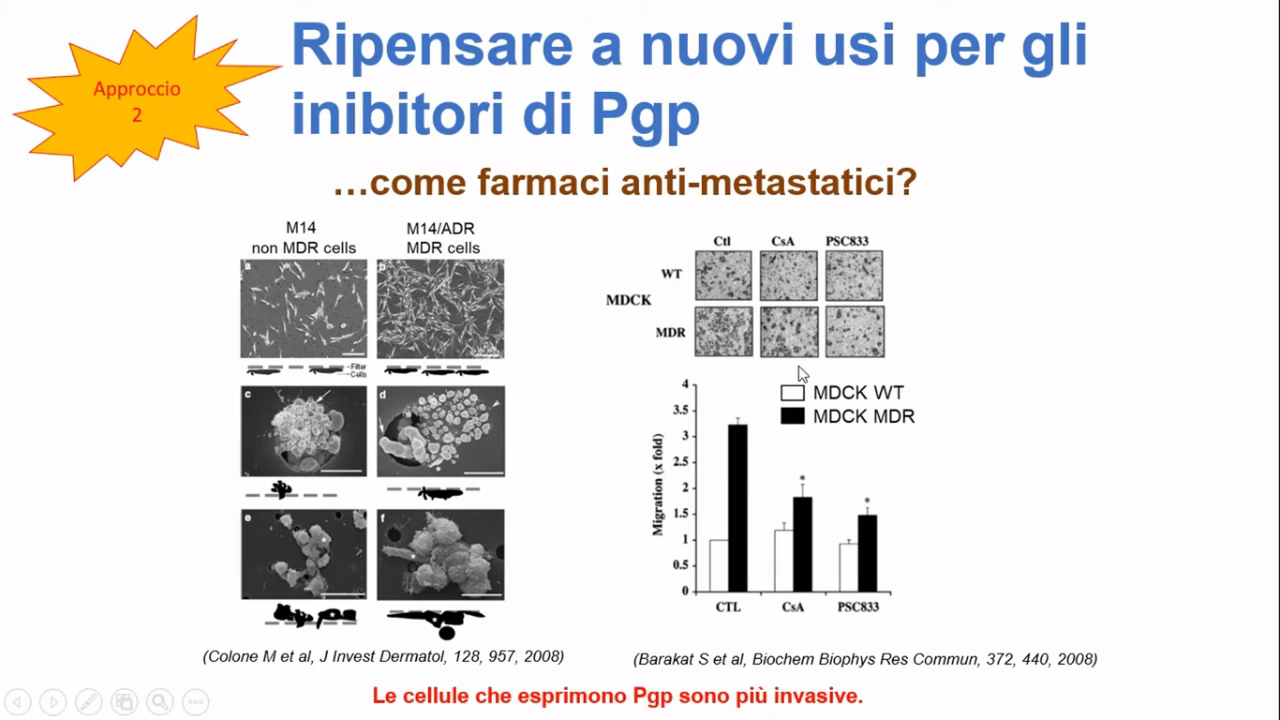 Approccio
2
Ripensare a nuovi usi per gli
inibitori di Pgp
…come farmaci anti-metastatici?
M14
non MDR cells
M14/ADR
MDR cells
a
b
Filter
Cells
c
d
e
f
Ctl
CsA
PSC833
WT
MDCK
MDR
MDCK WT
MDCK MDR
Migration (x fold)
4
3.5
3
2.5
2
1.5
1
0.5
0
*
*
CTL
CsA
PSC833
(Colone M et al, J Invest Dermatol, 128, 957, 2008)
(Barakat S et al, Biochem Biophys Res Commun, 372, 440, 2008)
Le cellule che esprimono Pgp sono più invasive.